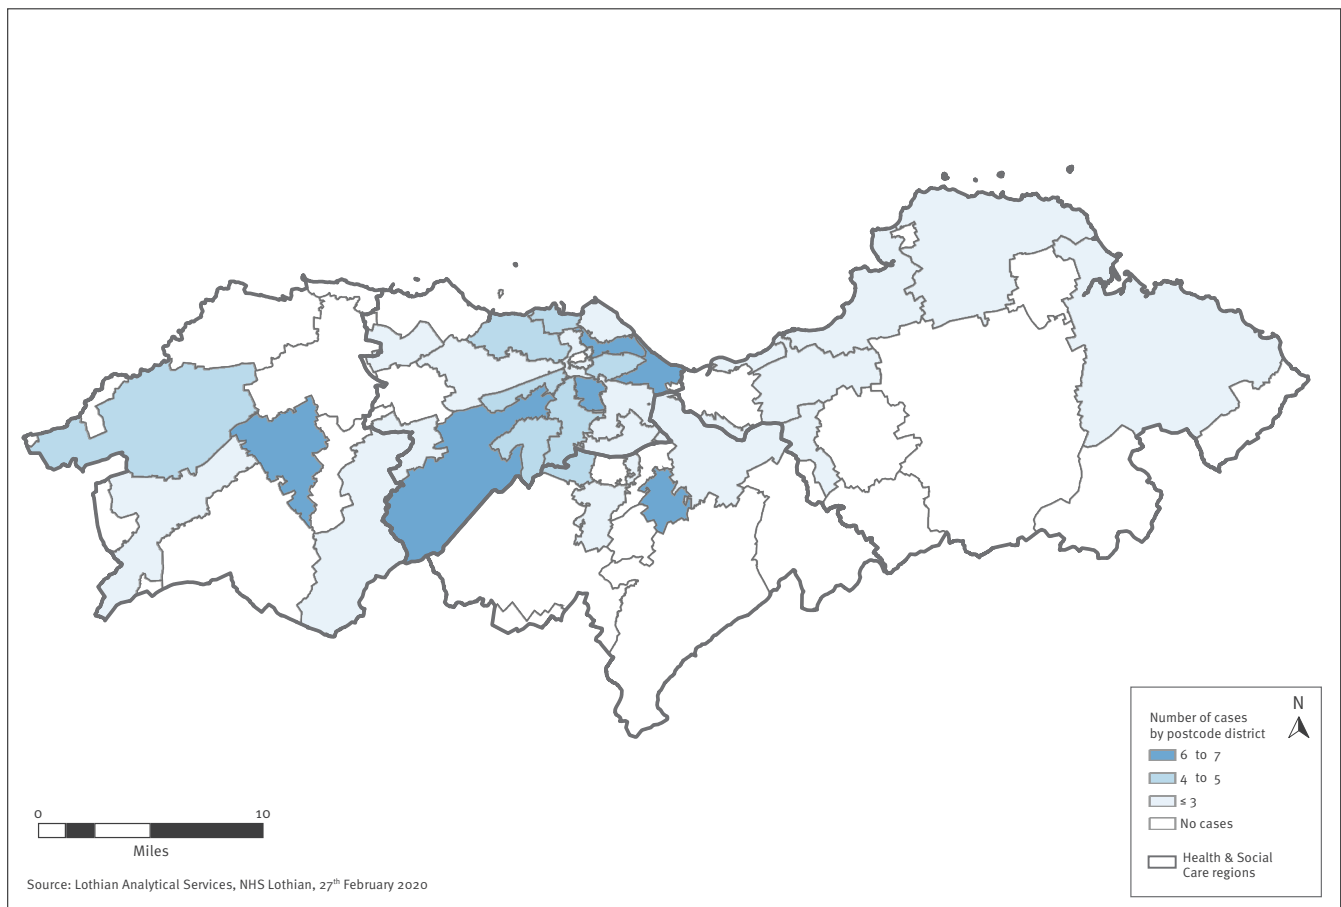 N
Number of cases
by postcode district
6 to 7
4 to 5
≤ 3
No cases
Health & Social
Care regions
0 10
Miles
Source: Lothian Analytical Services, NHS Lothian, 27th February 2020